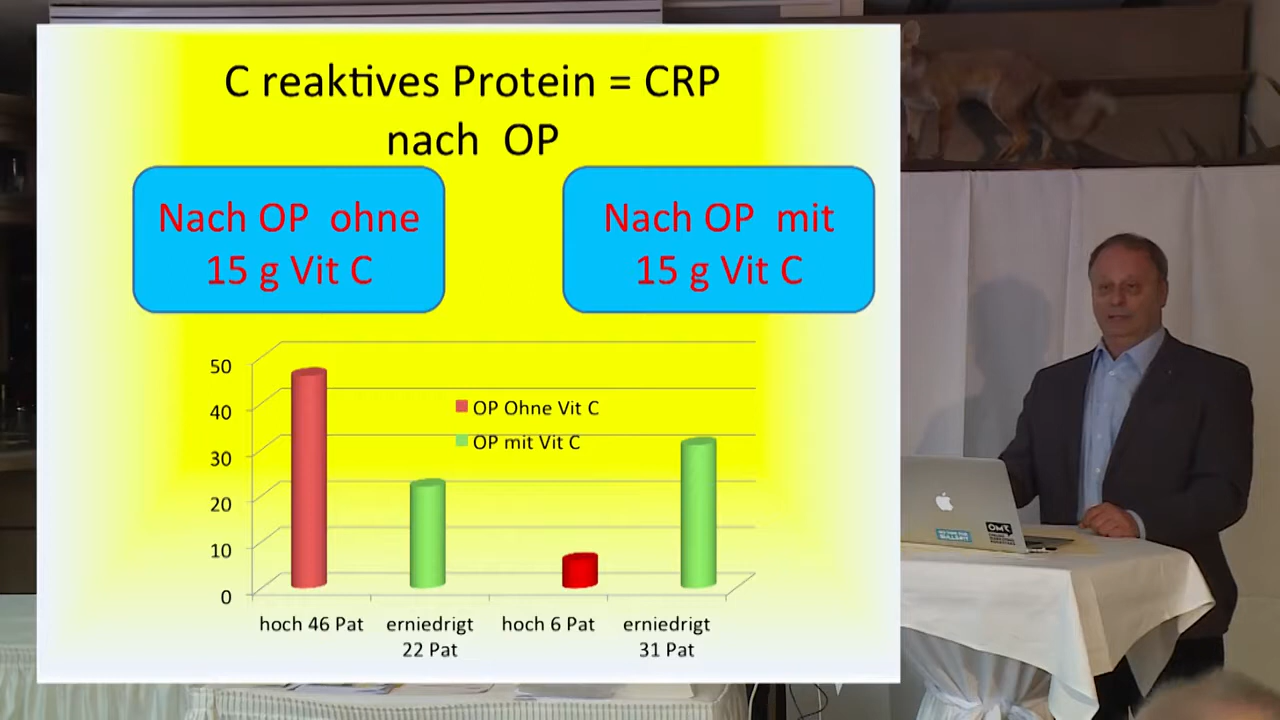 C reaktives Protein = CRP
nach OP
Nach OP ohne
15 g Vit C
Nach OP mit
15 g Vit C
50
40
30
20
10
0
OP Ohne Vit C
OP mit Vit C
hoch 46 Pat
erniedrigt
22 Pat
hoch 6 Pat
erniedrigt
31 Pat
OMR